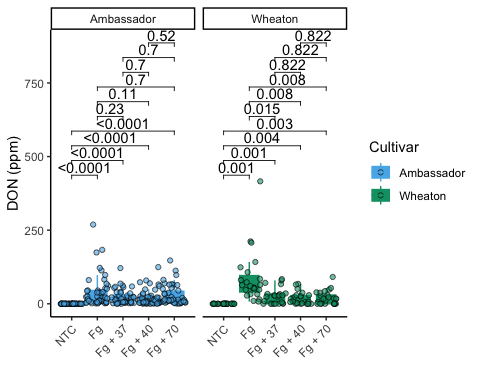 Ambassador
Wheaton
0.52
0.7
0.7
0.7
0.11
0.23
<0.0001
<0.0001
<0.0001
<0.0001
0.822
0.822
0.822
0.008
0.008
0.015
0.003
0.004
0.001
0.001
DON (ppm)
750
500
250
0
NTC
Fg
Fg + 37
Fg + 40
Fg + 70
NTC
Fg
Fg + 37
Fg + 40
Fg + 70
Cultivar
Ambassador
Wheaton